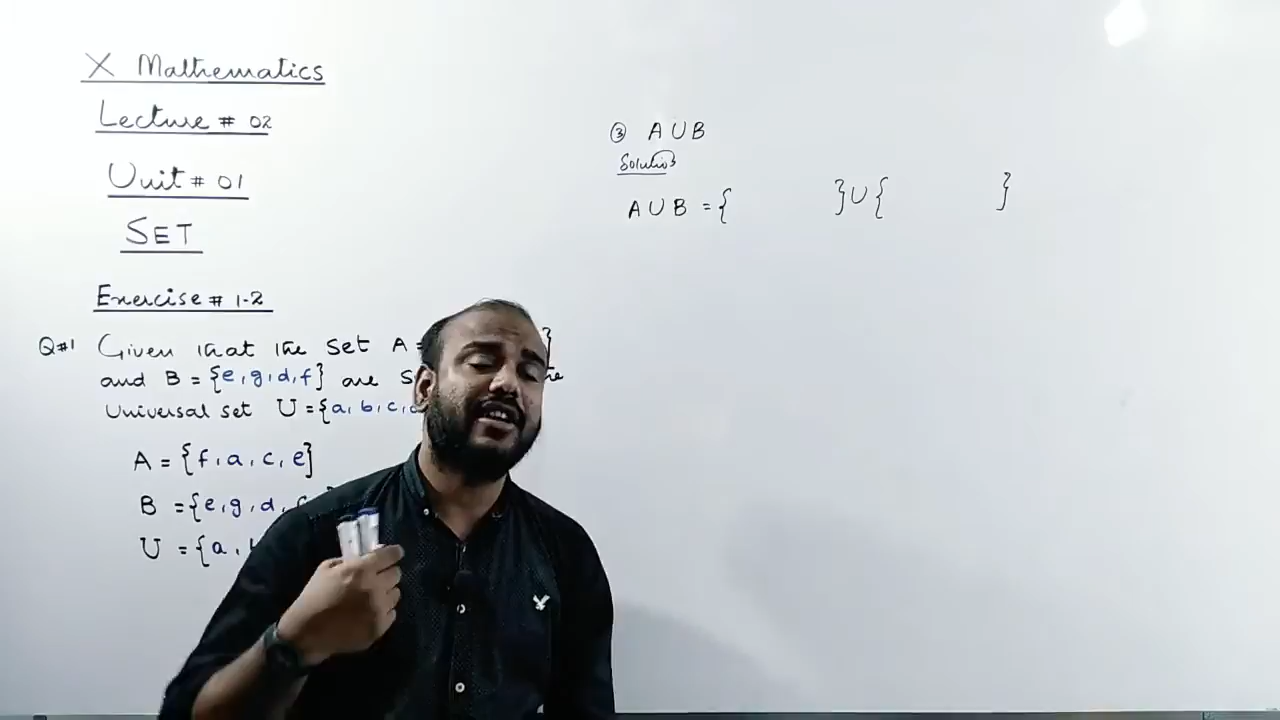 X Mathematics
Lecture # 02
Unit # 01
SET
Exercise # 1.2
Q#1 Given that the set A = }
and B = {e, g, d, f} are
Universal set U = {a, b, c,
A = {f, a, c, e}
B = {e, g, d,
U = {a,
③ A ∪ B
Solution
A ∪ B = { } ∪ { }